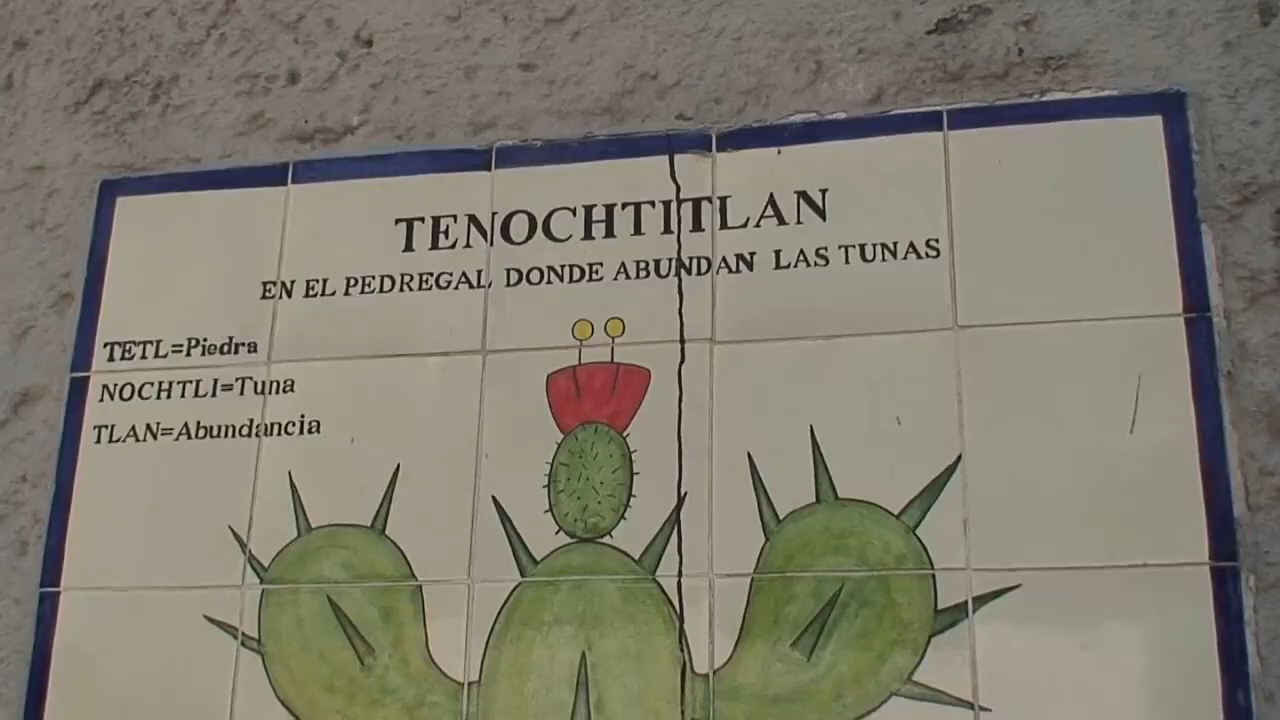 TENOCHTITLAN
EN EL PEDREGAL, DONDE ABUNDAN LAS TUNAS
TETL=Piedra
NOCHTLI=Tuna
TLAN=Abundancia